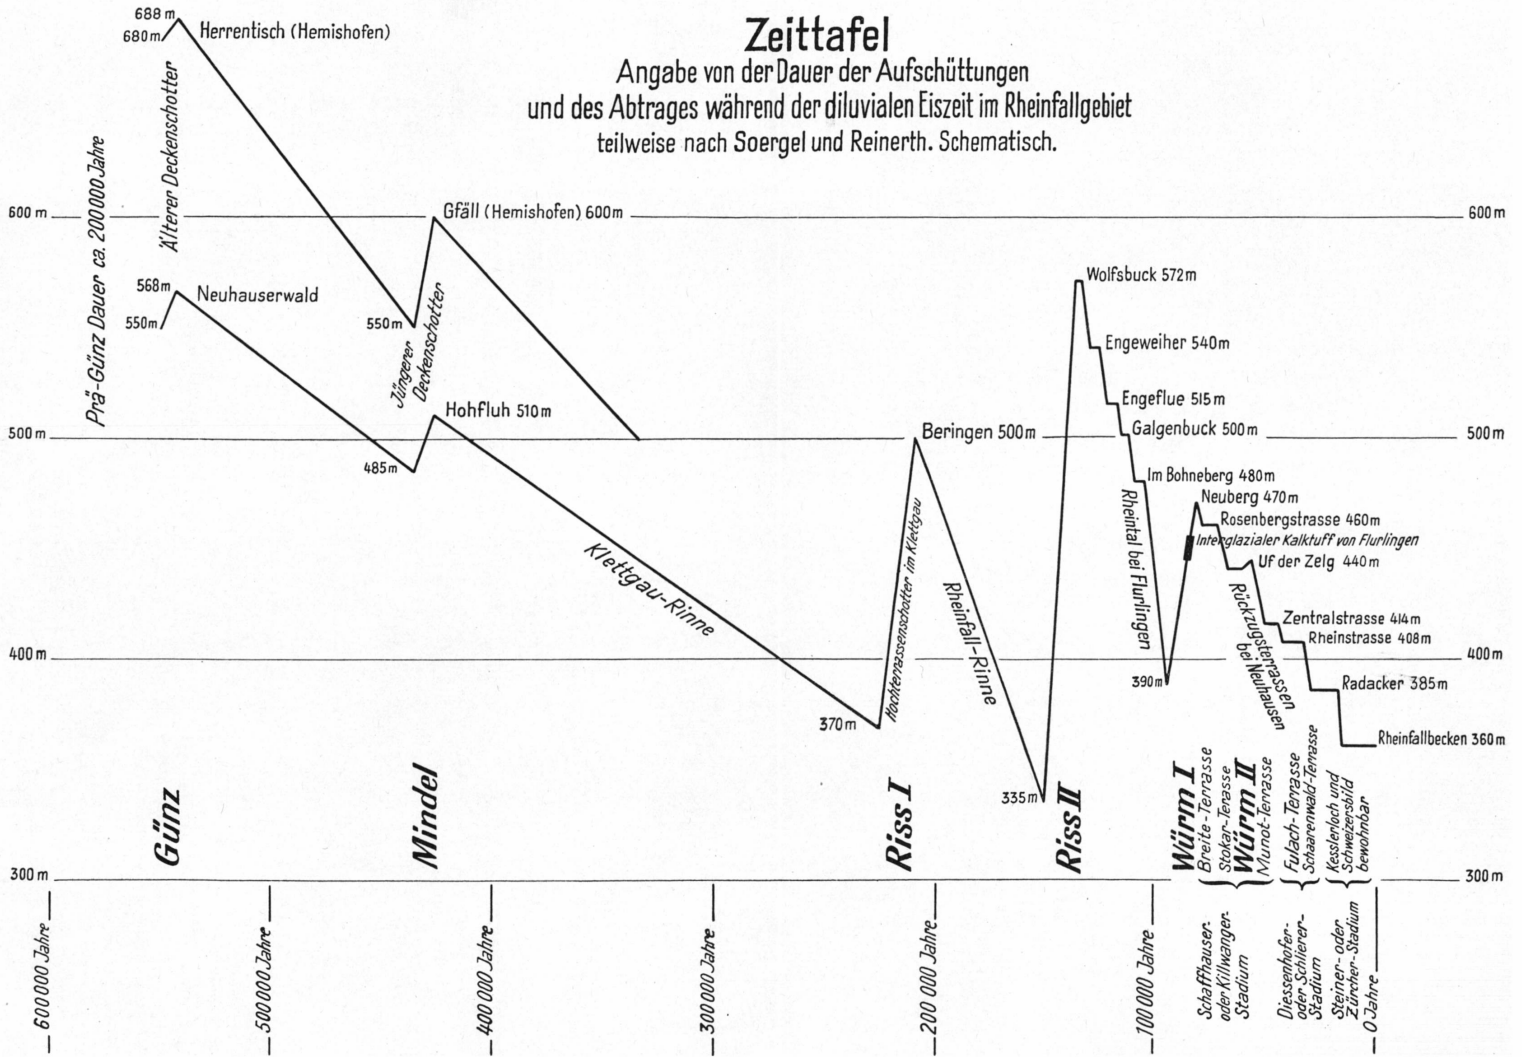 Zeittafel
Angabe von der Dauer der Aufschüttungen
und des Abtrages während der diluvialen Eiszeit im Rheinfallgebiet
teilweise nach Soergel und Reinerth. Schematisch.
688 m
680 m
Herrentisch (Hemishofen)
Prä-Günz Dauer ca. 200000 Jahre
Älterer Deckenschotter
600 m
Gfäll (Hemishofen) 600 m
600 m
568 m
Neuhauserwald
550 m
550 m
Jüngerer
Deckenschotter
Wolfsbuck 572 m
Engeweiher 540 m
Engeflue 515 m
Hohfluh 510 m
500 m
Beringen 500 m
Galgenbuck 500 m
500 m
485 m
Im Bohneberg 480 m
Neuberg 470 m
Rosenbergstrasse 460 m
Interglazialer Kalktuff von Flurlingen
Uf der Zelg 440 m
Klettgau-Rinne
Hochterrassenschotter im Klettgau
Rheinfall-Rinne
Rheintal bei Flurlingen
Rückzugsterrassen
bei Neuhausen
Zentralstrasse 414 m
Rheinstrasse 408 m
400 m
400 m
390 m
Radacker 385 m
370 m
Rheinfallbecken 360 m
335 m
Günz
Mindel
Riss I
Riss II
Würm I
Breite-Terrasse
Stokar-Terasse
Würm II
Munot-Terrasse
Fulach-Terrasse
Schaarenwald-Terrasse
Kesslerloch und
Schweizersbild
bewohnbar
300 m
300 m
600 000 Jahre
500 000 Jahre
400 000 Jahre
300 000 Jahre
200 000 Jahre
100 000 Jahre
Schaffhauser-
oder Killwanger-
Stadium
Diessenhofer-
oder Schlierer-
Stadium
Steiner- oder
Zürcher-Stadium
0 Jahre